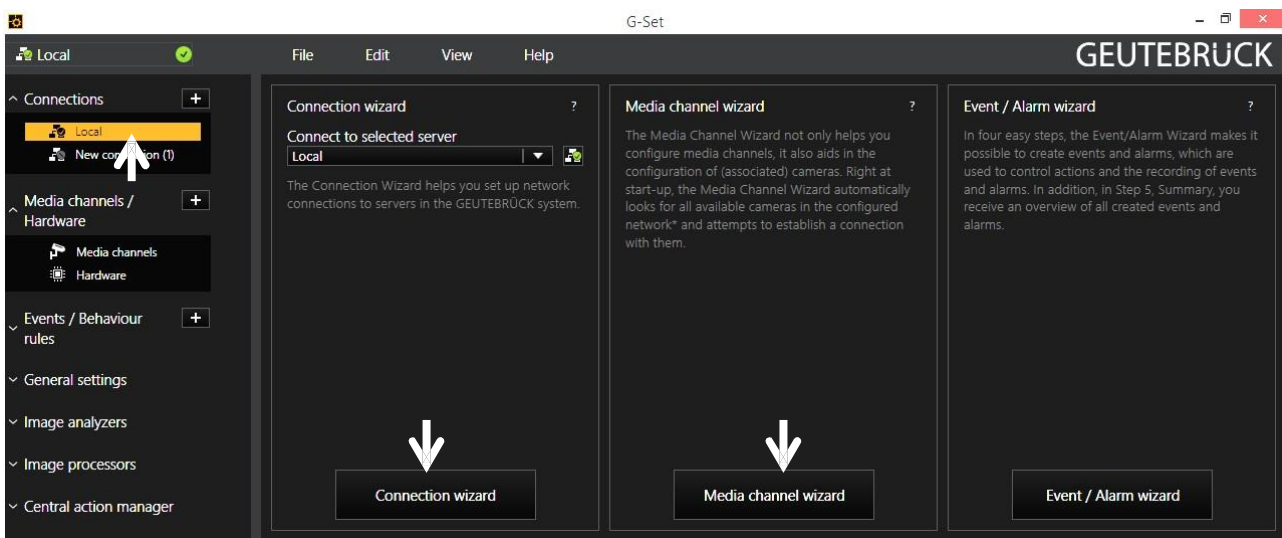 G-Set
Local
File Edit View Help
GEUTEBRÜCK
Connections +
Local
New connection (1)
Media channels /
Hardware
+
Media channels
Hardware
Events / Behaviour
rules
+
General settings
Image analyzers
Image processors
Central action manager
Connection wizard ?
Connect to selected server
Local
The Connection Wizard helps you set up network
connections to servers in the GEUTEBRÜCK system.
Connection wizard
Media channel wizard ?
The Media Channel Wizard not only helps you
configure media channels, it also aids in the
configuration of (associated) cameras. Right at
start-up, the Media Channel Wizard automatically
looks for all available cameras in the configured
network* and attempts to establish a connection
with them.
Media channel wizard
Event / Alarm wizard ?
In four easy steps, the Event/Alarm Wizard makes it
possible to create events and alarms, which are
used to control actions and the recording of events
and alarms. In addition, in Step 5, Summary, you
receive an overview of all created events and
alarms.
Event / Alarm wizard